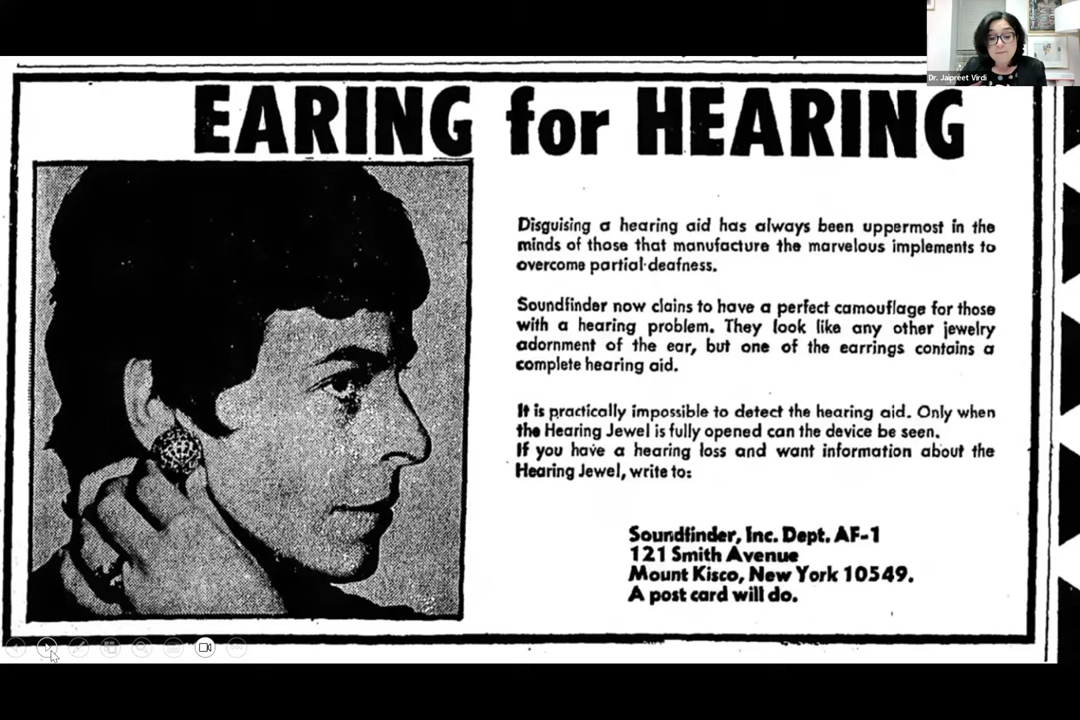 Dr. Jaipreet Virdi
EARING for HEARING
Disguising a hearing aid has always been uppermost in the
minds of those that manufacture the marvelous implements to
overcome partial deafness.
Soundfinder now clains to have a perfect camouflage for those
with a hearing problem. They look like any other jewelry
adornment of the ear, but one of the earrings contains a
complete hearing aid.
It is practically impossible to detect the hearing aid. Only when
the Hearing Jewel is fully opened can the device be seen.
If you have a hearing loss and want information about the
Hearing Jewel, write to:
Soundfinder, Inc. Dept. AF-1
121 Smith Avenue
Mount Kisco, New York 10549.
A post card will do.